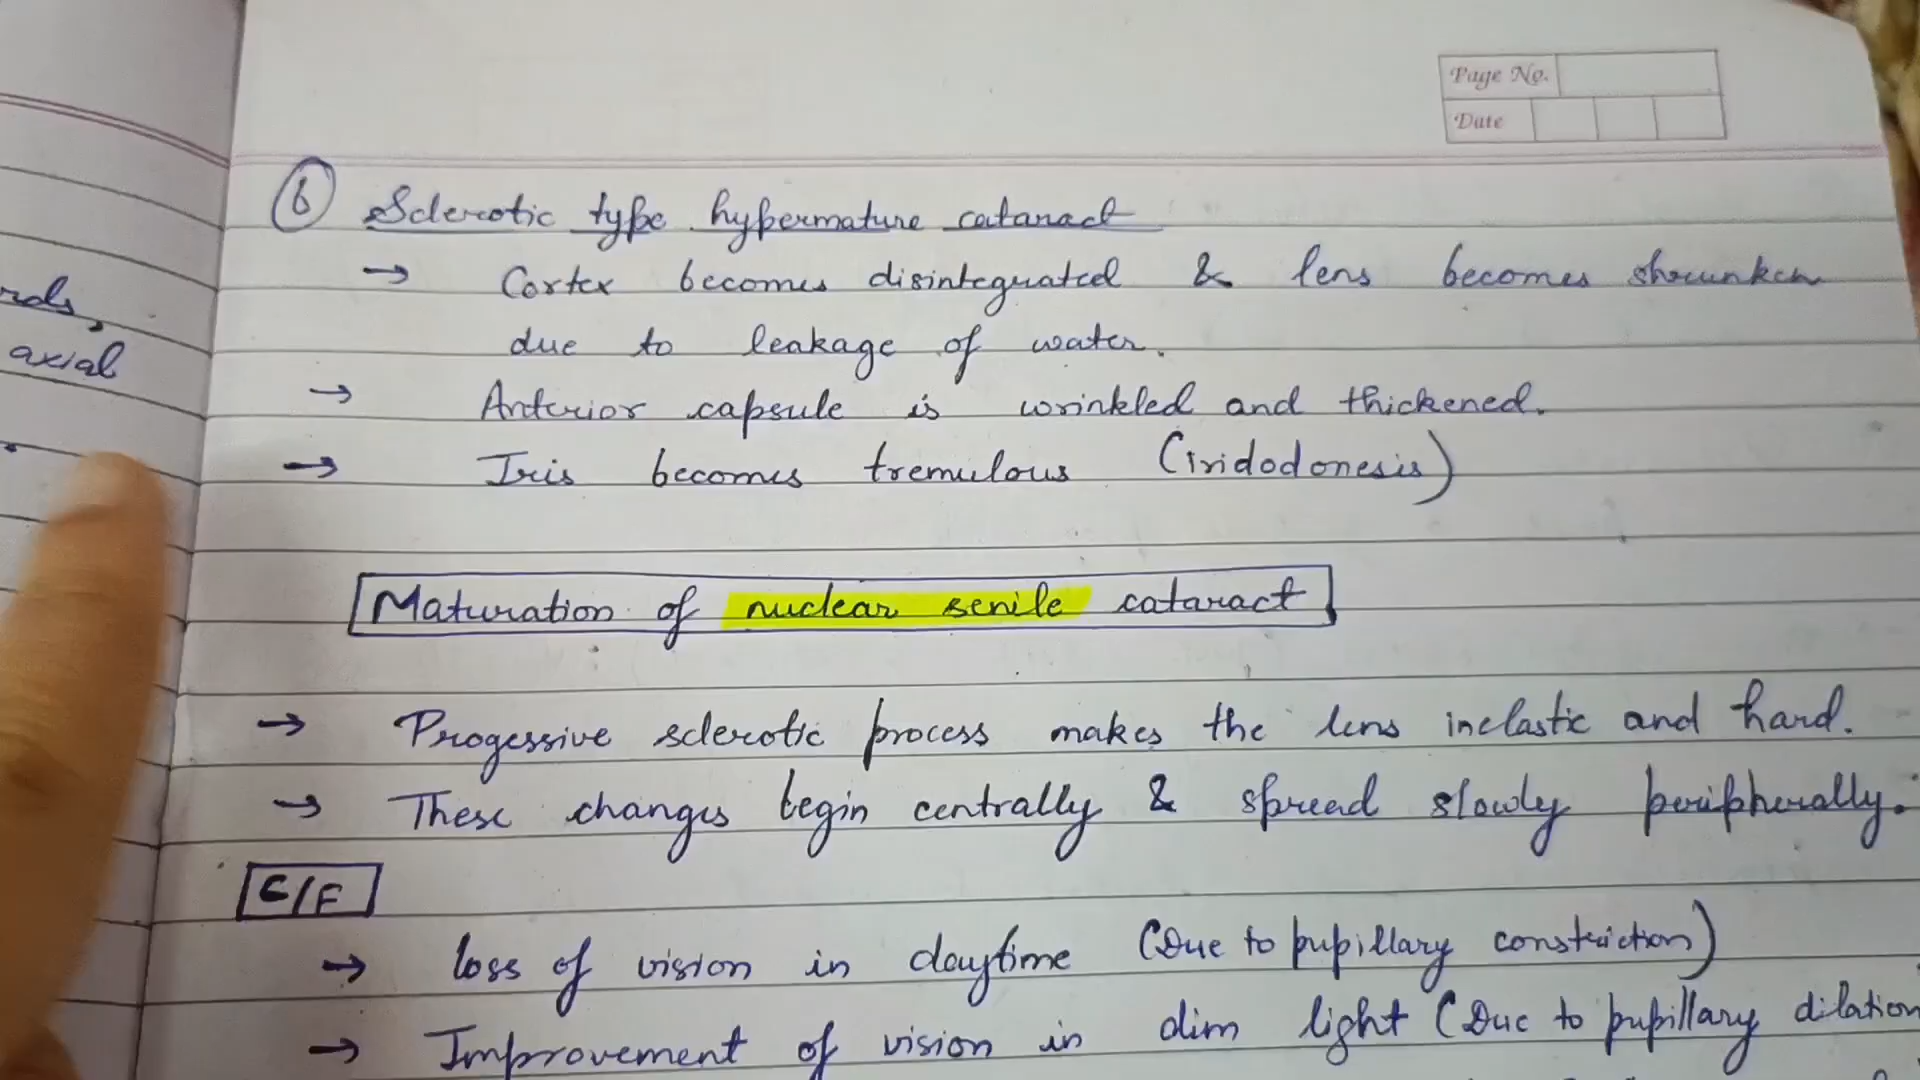 Page No.
Date
rds,
axial
6 Sclerotic type hypermature cataract
→ Cortex becomes disintegrated & lens becomes shrunken
due to leakage of water.
→ Anterior capsule is wrinkled and thickened.
→ Iris becomes tremulous (iridodonesis)
Maturation of nuclear senile cataract
→ Progessive sclerotic process makes the lens inelastic and hard.
→ These changes begin centrally & spread slowly peripherally.
C/F
→ loss of vision in daytime (Due to pupillary constriction)
→ Improvement of vision in dim light (Due to pupillary dilation